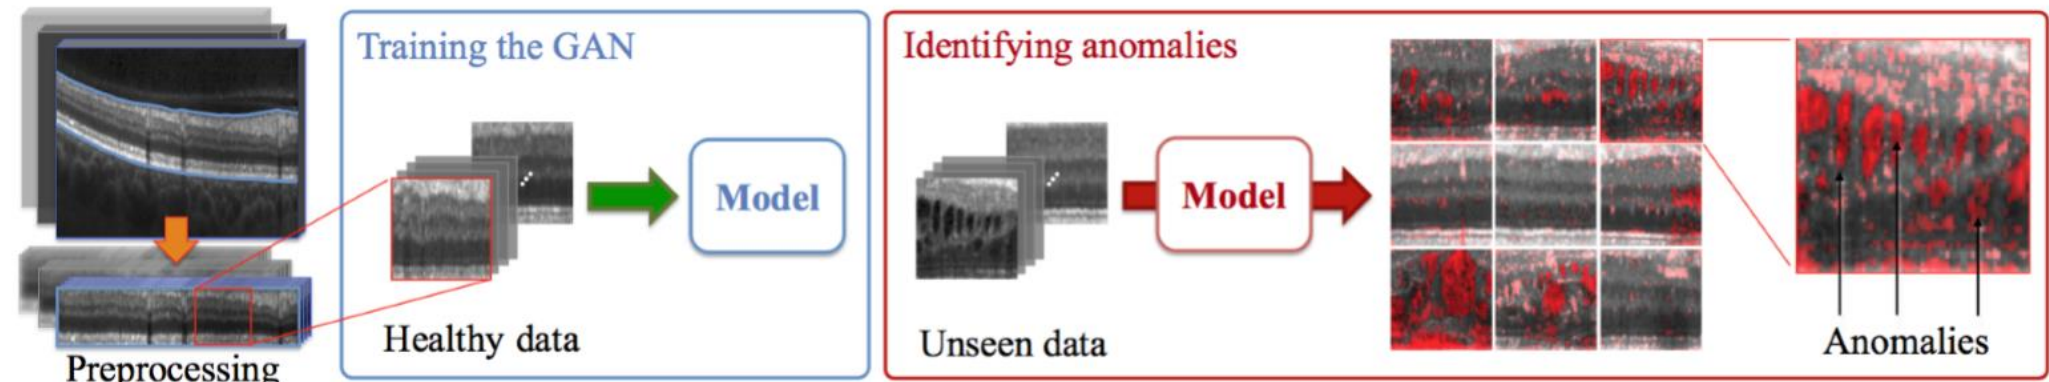 Preprocessing
Training the GAN
Healthy data
Model
Identifying anomalies
Unseen data
Model
Anomalies